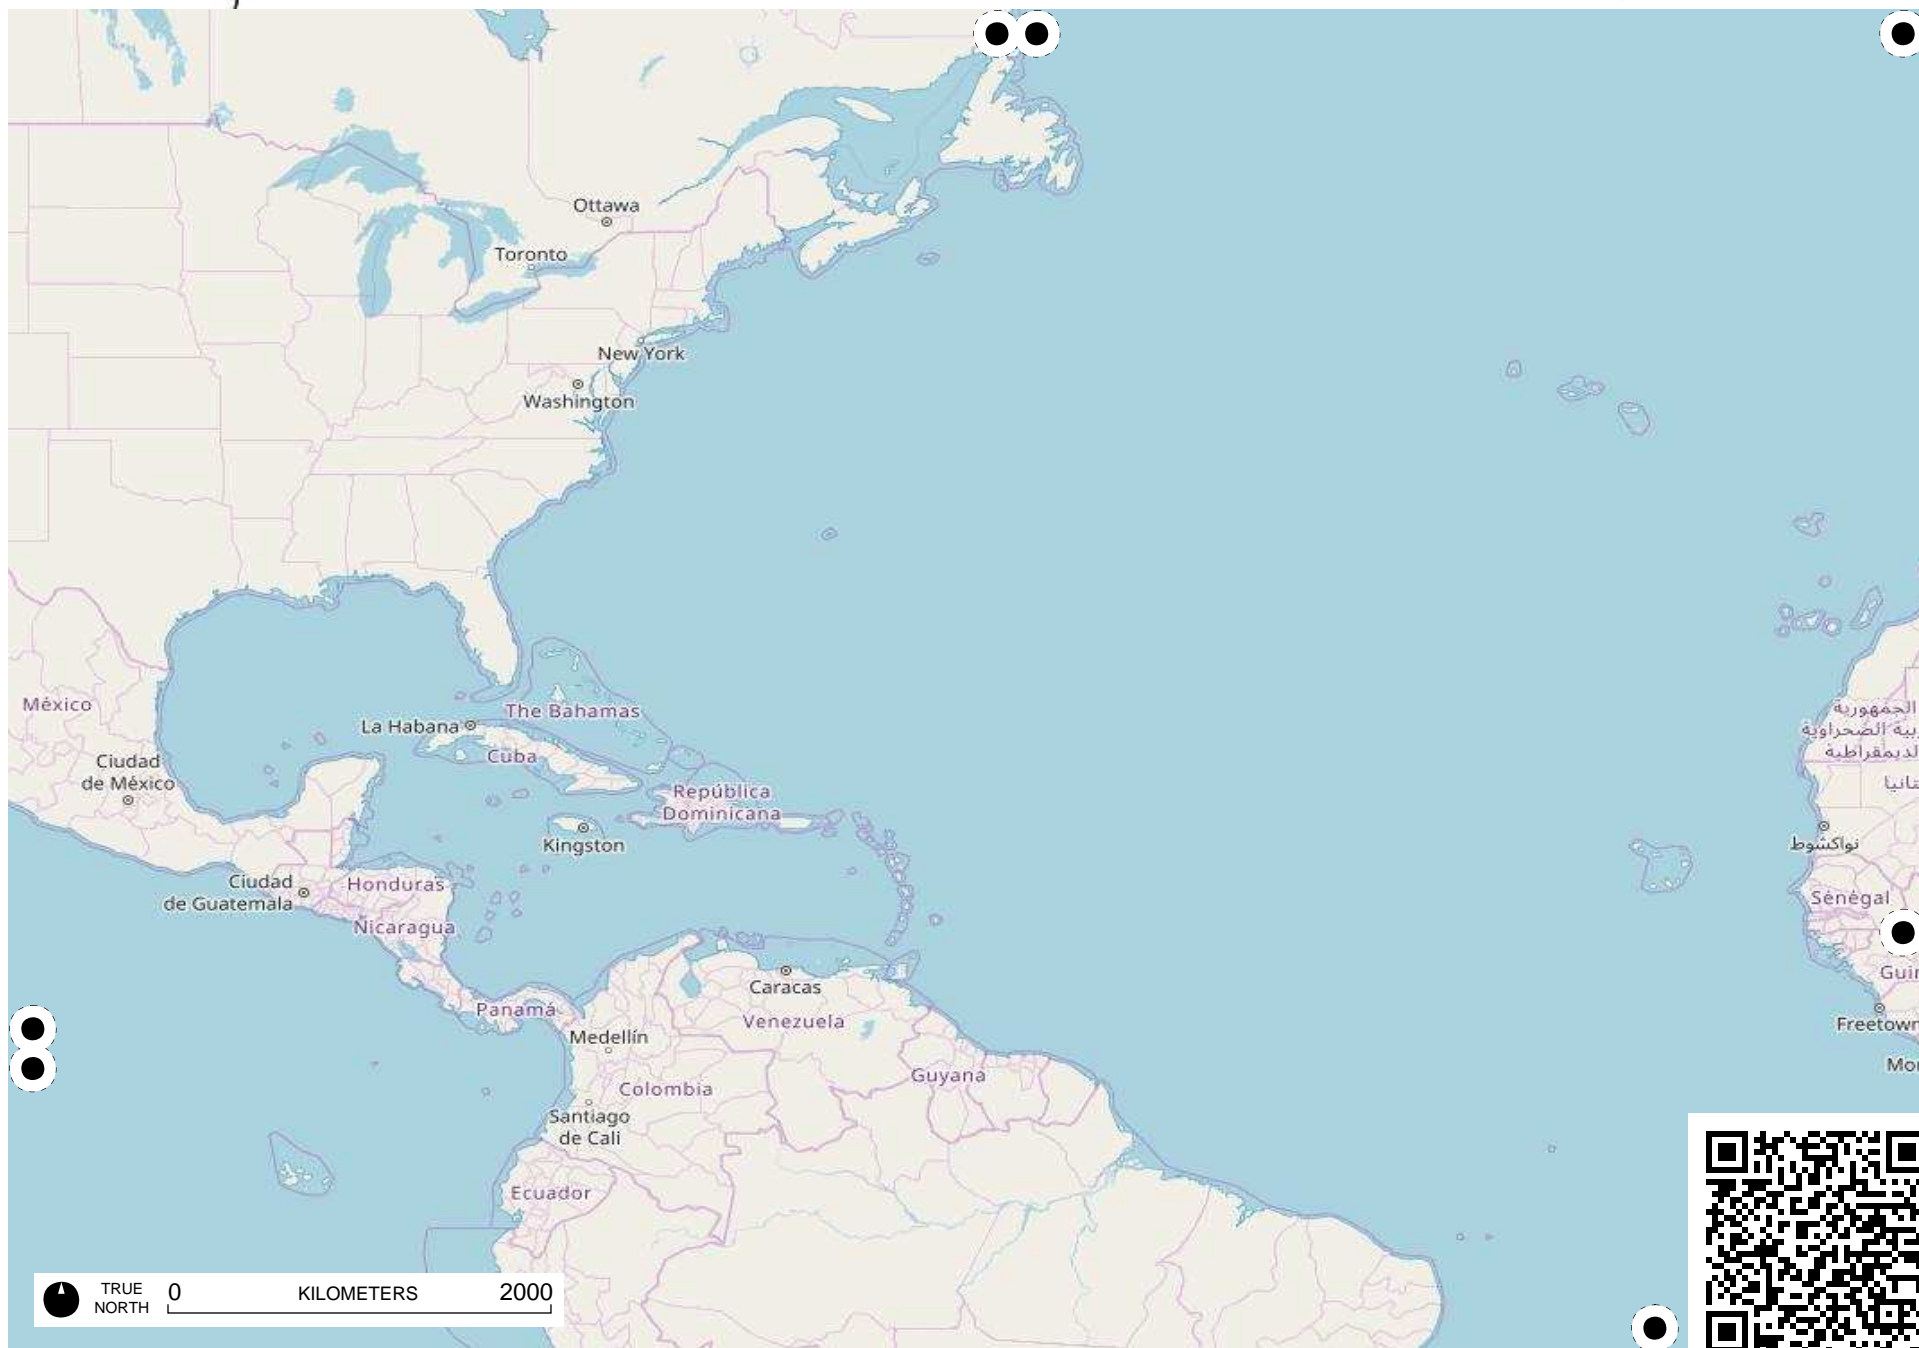 Ottawa
Toronto
New York
Washington
México
La Habana
The Bahamas
Cuba
Ciudad
de México
República
Dominicana
Kingston
Ciudad
de Guatemala
Honduras
Nicaragua
الجمهورية
الديمقراطية
نواكشوط
Sénégal
Caracas
Panamá
Venezuela
Medellín
Freetown
Colombia
Guyana
Santiago
de Cali
Ecuador
TRUE
NORTH
0 KILOMETERS 2000